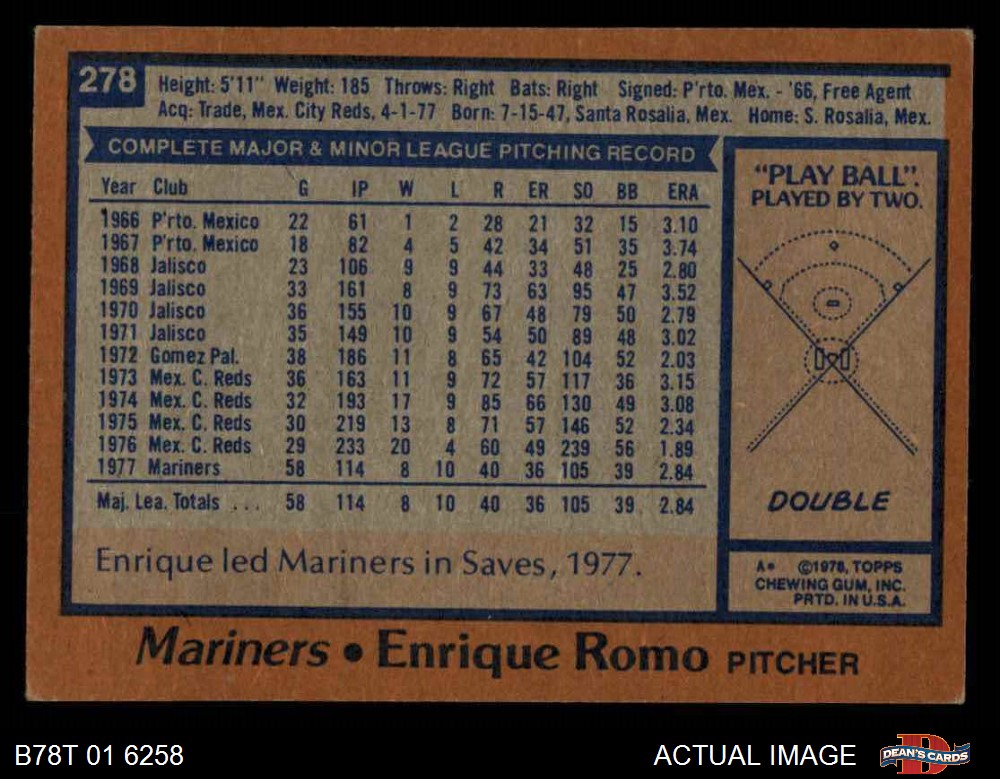 278
Height: 5'11" Weight: 185 Throws: Right Bats: Right Signed: P'rto. Mex. - '66, Free Agent
Acq: Trade, Mex. City Reds, 4-1-77 Born: 7-15-47, Santa Rosalia, Mex. Home: S. Rosalia, Mex.
COMPLETE MAJOR & MINOR LEAGUE PITCHING RECORD
Year Club G IP W L R ER SO BB ERA
1966 P'rto. Mexico 22 61 1 2 28 21 32 15 3.10
1967 P'rto. Mexico 18 82 4 5 42 34 51 35 3.74
1968 Jalisco 23 106 9 9 44 33 48 25 2.80
1969 Jalisco 33 161 8 9 73 63 95 47 3.52
1970 Jalisco 36 155 10 9 67 48 79 50 2.79
1971 Jalisco 35 149 10 9 54 50 89 48 3.02
1972 Gomez Pal. 38 186 11 8 65 42 104 52 2.03
1973 Mex. C. Reds 36 163 11 9 72 57 117 36 3.15
1974 Mex. C. Reds 32 193 17 9 85 66 130 49 3.08
1975 Mex. C. Reds 30 219 13 8 71 57 146 52 2.34
1976 Mex. C. Reds 29 233 20 4 60 49 239 56 1.89
1977 Mariners 58 114 8 10 40 36 105 39 2.84
Maj. Lea. Totals ... 58 114 8 10 40 36 105 39 2.84
Enrique led Mariners in Saves, 1977.
"PLAY BALL".
PLAYED BY TWO.
DOUBLE
A* ©1978, TOPPS
CHEWING GUM, INC.
PRTD. IN U.S.A.
Mariners • Enrique Romo PITCHER
B78T 01 6258
ACTUAL IMAGE
D
DEAN'S CARDS